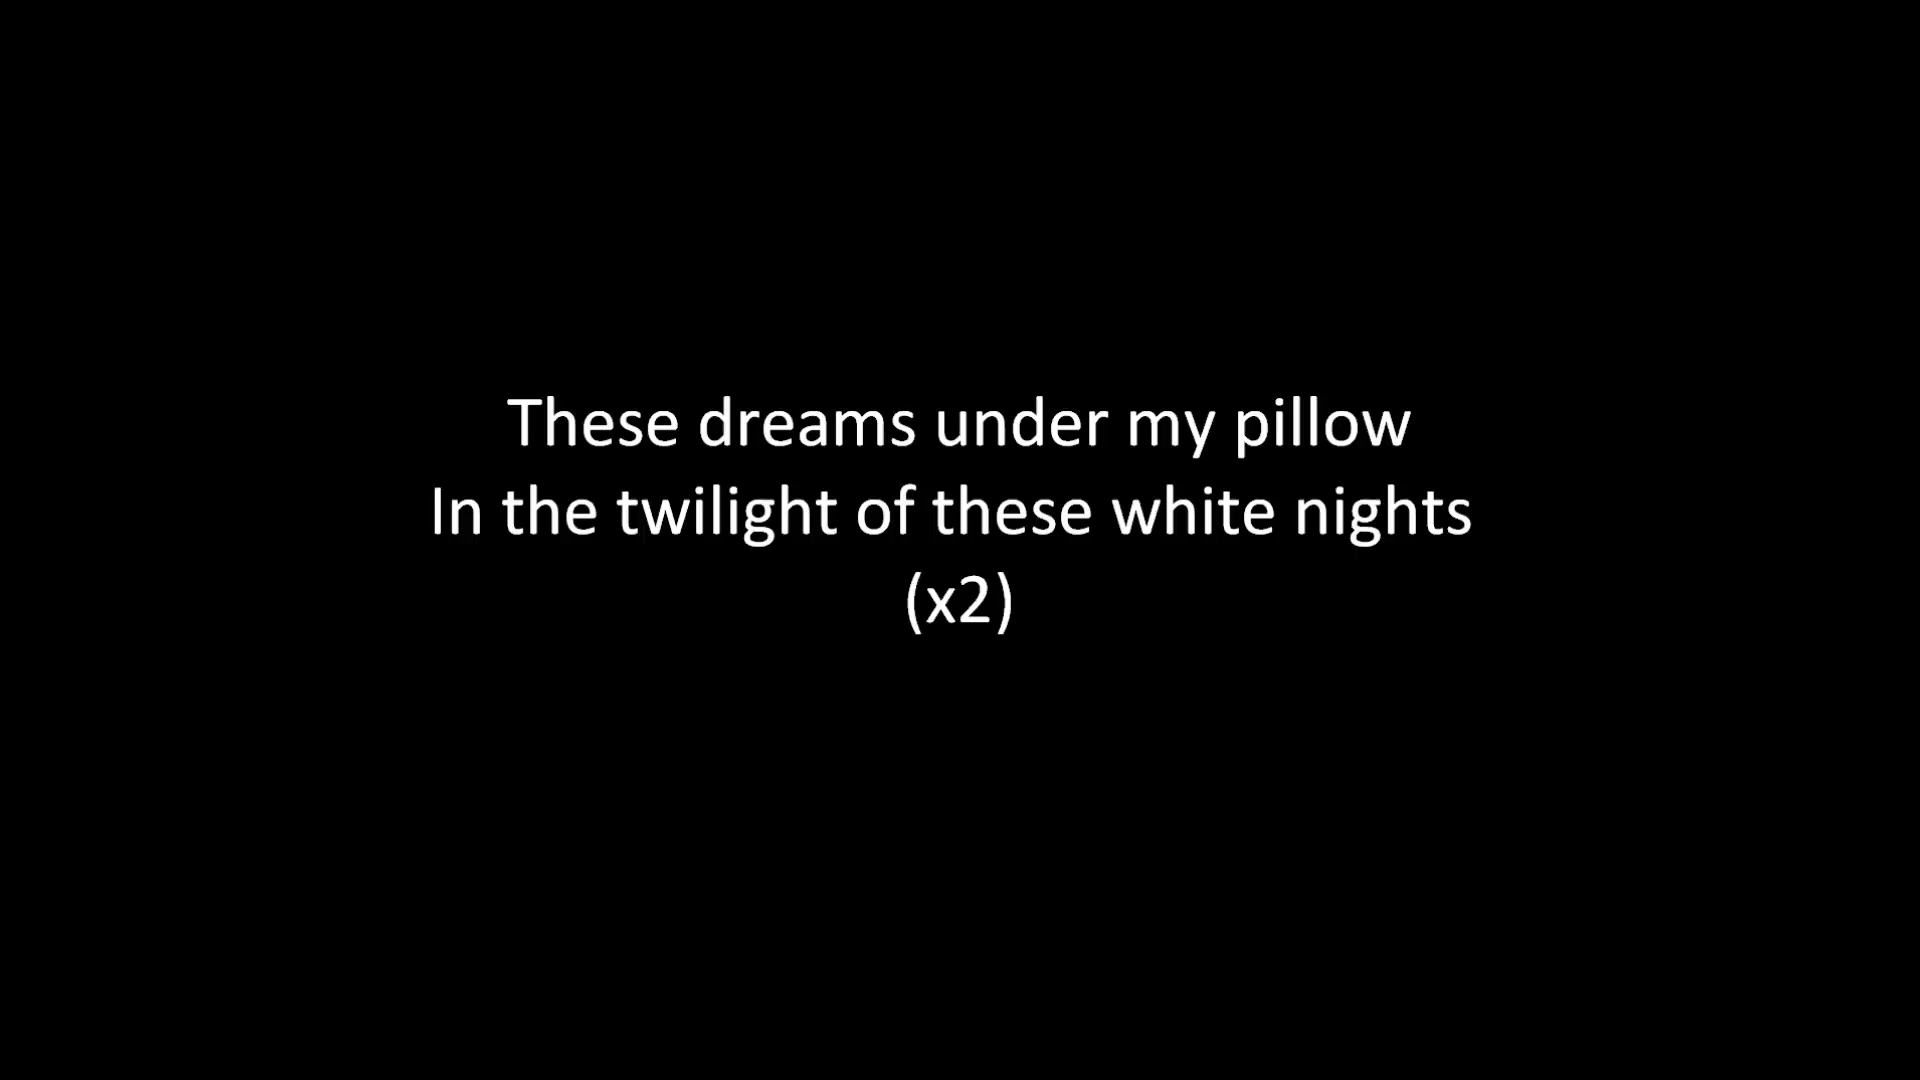 These dreams under my pillow
In the twilight of these white nights
(x2)